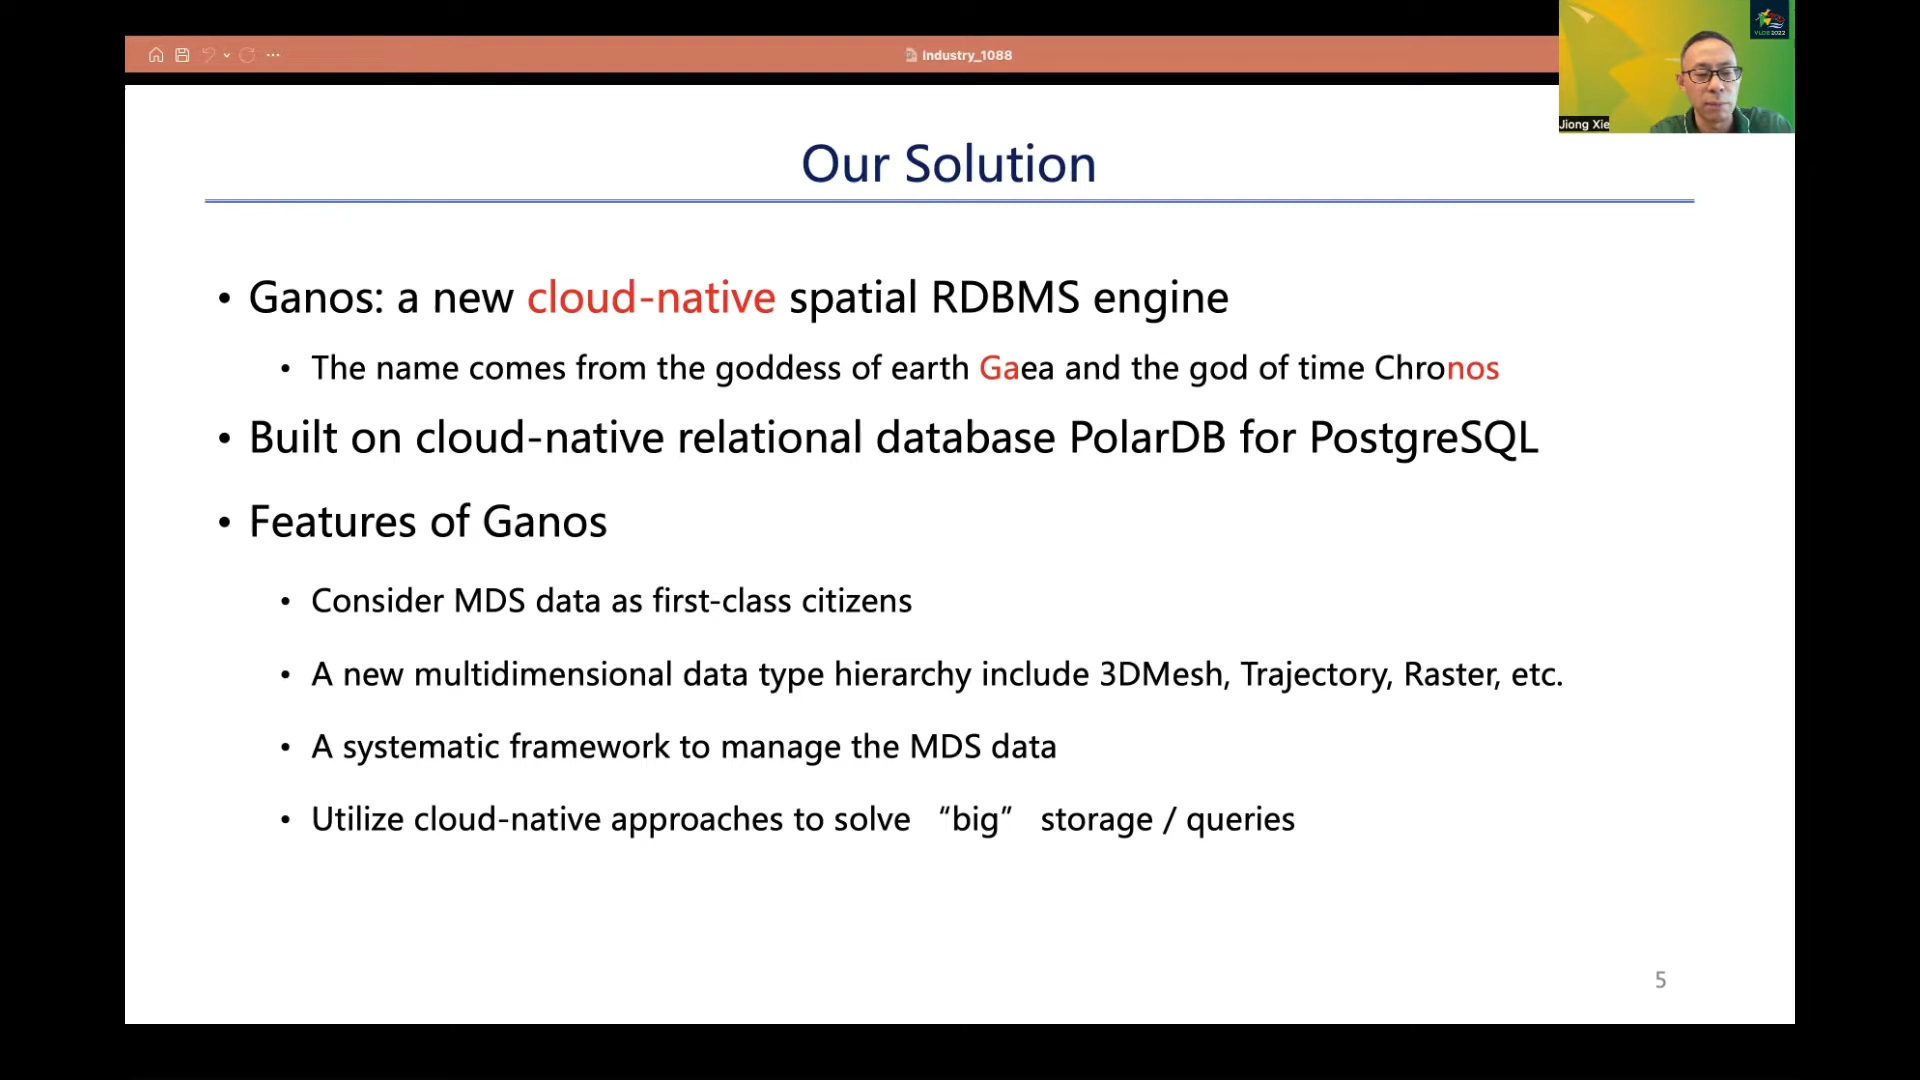 Industry_1088
VLDB 2022
Jiong Xie
Our Solution
• Ganos: a new cloud-native spatial RDBMS engine
• The name comes from the goddess of earth Gaea and the god of time Chronos
• Built on cloud-native relational database PolarDB for PostgreSQL
• Features of Ganos
• Consider MDS data as first-class citizens
• A new multidimensional data type hierarchy include 3DMesh, Trajectory, Raster, etc.
• A systematic framework to manage the MDS data
• Utilize cloud-native approaches to solve “big” storage / queries
5